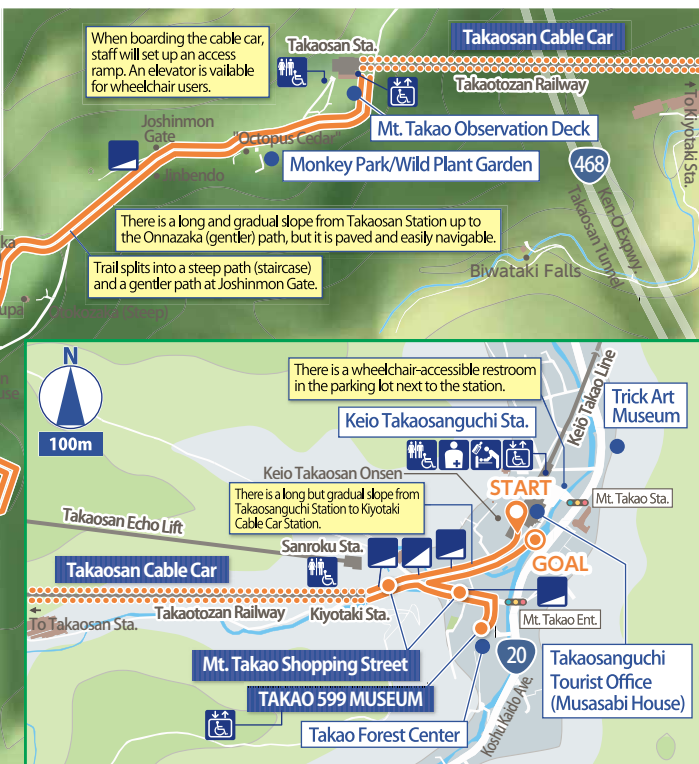 When boarding the cable car,
staff will set up an access
ramp. An elevator is vailable
for wheelchair users.
Takaosan Sta.
Takaosan Cable Car
Takaotozan Railway
To Kiyotaki Sta.
Mt. Takao Observation Deck
Joshinmon
Gate
"Octopus Cedar"
Monkey Park/Wild Plant Garden
Jinbendo
468
Ken-O Expwy.
Takaosan Tunnel
There is a long and gradual slope from Takaosan Station up to
the Onnazaka (gentler) path, but it is paved and easily navigable.
Biwataki Falls
Trail splits into a steep path (staircase)
and a gentler path at Joshinmon Gate.
(Steep)
N
100m
There is a wheelchair-accessible restroom
in the parking lot next to the station.
Keiō Takao Line
Trick Art
Museum
Keio Takaosanguchi Sta.
Keio Takaosan Onsen
START
Mt. Takao Sta.
There is a long but gradual slope from
Takaosanguchi Station to Kiyotaki
Cable Car Station.
Takaosan Echo Lift
Sanroku Sta.
GOAL
Takaosan Cable Car
Takaotozan Railway
Kiyotaki Sta.
To Takaosan Sta.
Mt. Takao Ent.
Mt. Takao Shopping Street
20
Takaosanguchi
Tourist Office
(Musasabi House)
TAKAO 599 MUSEUM
Takao Forest Center
Koshu Kaido Ave.